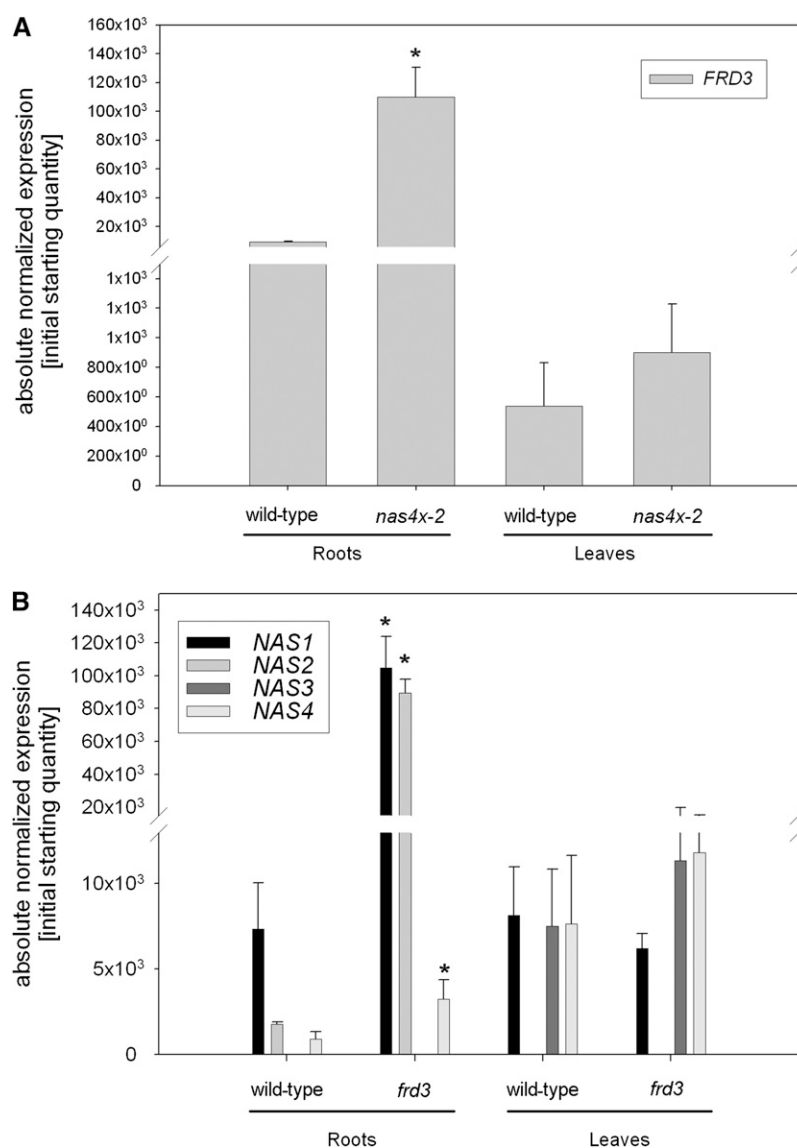 A
absolute normalized expression
[initial starting quantity]
160x10³
140x10³
120x10³
100x10³
80x10³
60x10³
40x10³
20x10³
1x10³
1x10³
1x10³
800x10⁰
600x10⁰
400x10⁰
200x10⁰
0
*
FRD3
wild-type
nas4x-2
wild-type
nas4x-2
Roots
Leaves
B
absolute normalized expression
[initial starting quantity]
140x10³
120x10³
100x10³
80x10³
60x10³
40x10³
20x10³
10x10³
5x10³
0
NAS1
NAS2
NAS3
NAS4
*
*
*
wild-type
frd3
wild-type
frd3
Roots
Leaves